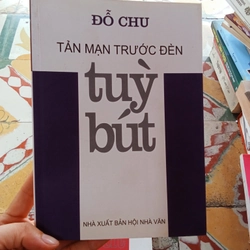 ĐỖ CHU
TẢN MẠN TRƯỚC ĐÈN
tuỳ
bút
NHÀ XUẤT BẢN HỘI NHÀ VĂN